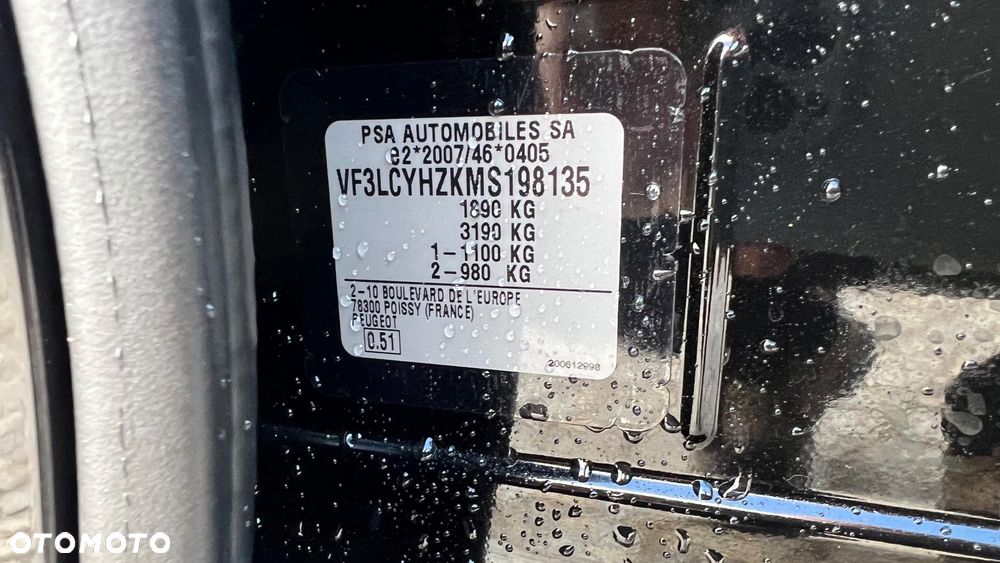 PSA AUTOMOBILES SA
e2*2007/46*0405
VF3LCYHZKMS198135
1890 KG
3190 KG
1-1100 KG
2-980 KG
2-10 BOULEVARD DE L'EUROPE
78300 POISSY (FRANCE)
PEUGEOT
0.51
200612998
OTOMOTO